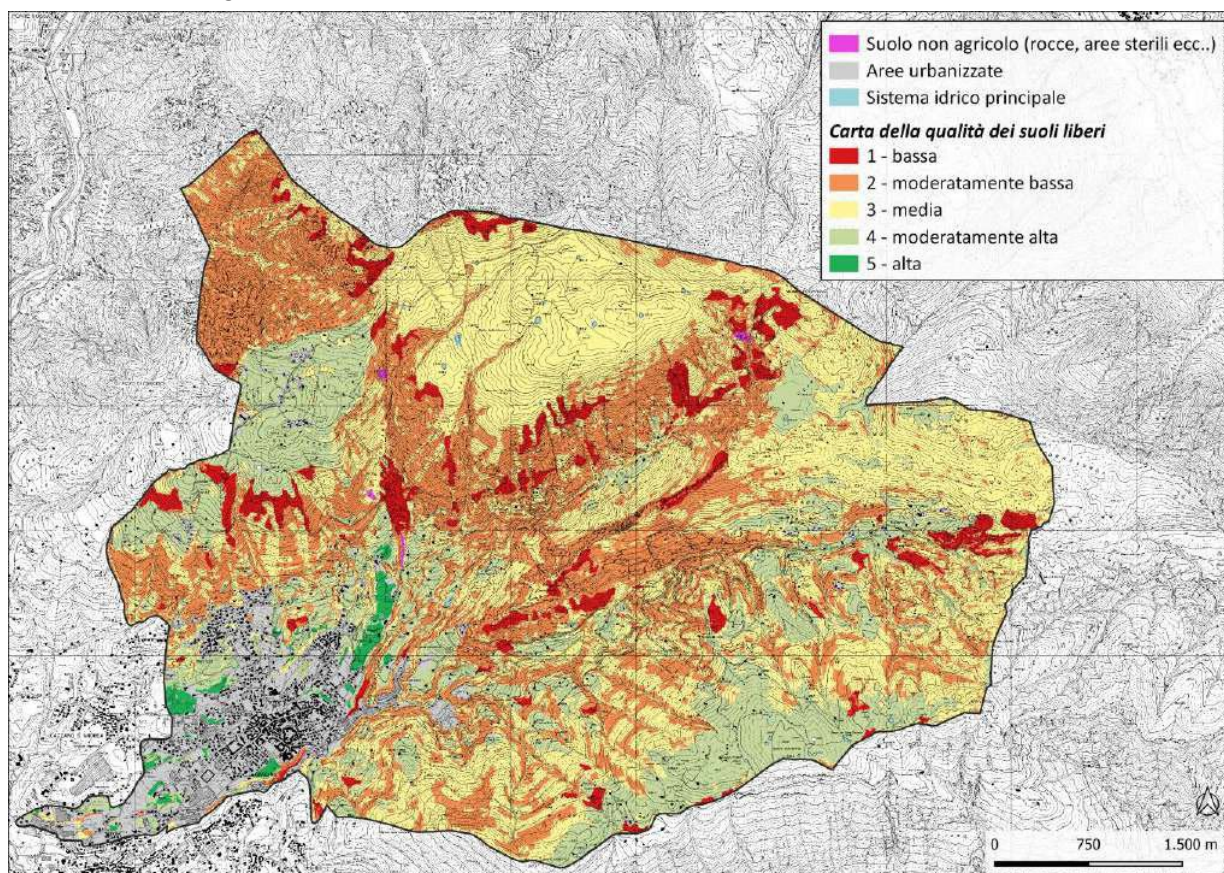 Suolo non agricolo (rocce, aree sterili ecc..)
Aree urbanizzate
Sistema idrico principale
Carta della qualità dei suoli liberi
1 - bassa
2 - moderatamente bassa
3 - media
4 - moderatamente alta
5 - alta
0 750 1.500 m